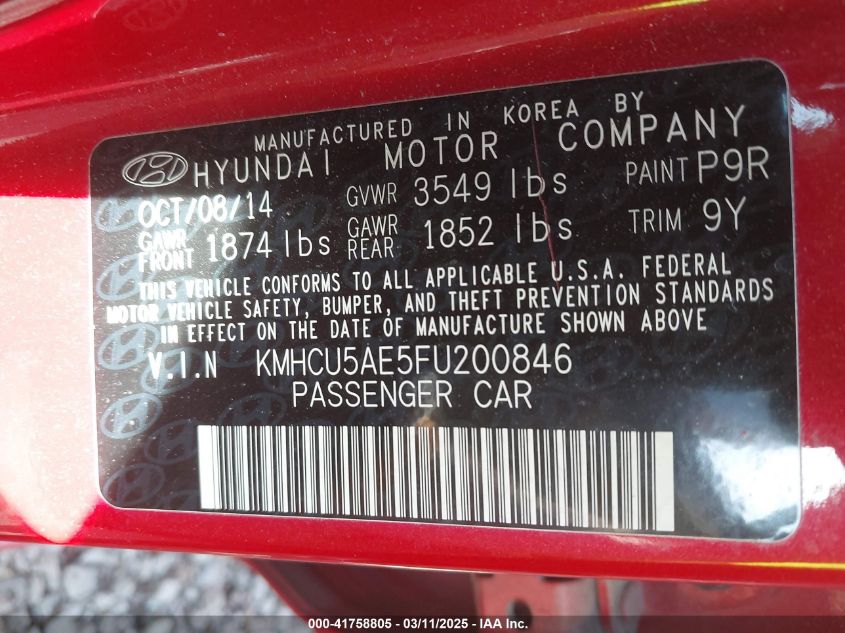 MANUFACTURED IN KOREA BY
HYUNDAI MOTOR COMPANY
OCT/08/14 GVWR 3549 lbs PAINT P9R
GAWR FRONT 1874 lbs GAWR REAR 1852 lbs TRIM 9Y
THIS VEHICLE CONFORMS TO ALL APPLICABLE U.S.A. FEDERAL
MOTOR VEHICLE SAFETY, BUMPER, AND THEFT PREVENTION STANDARDS
IN EFFECT ON THE DATE OF MANUFACTURE SHOWN ABOVE
V.I.N KMHCU5AE5FU200846
PASSENGER CAR
000-41758805 - 03/11/2025 - IAA Inc.